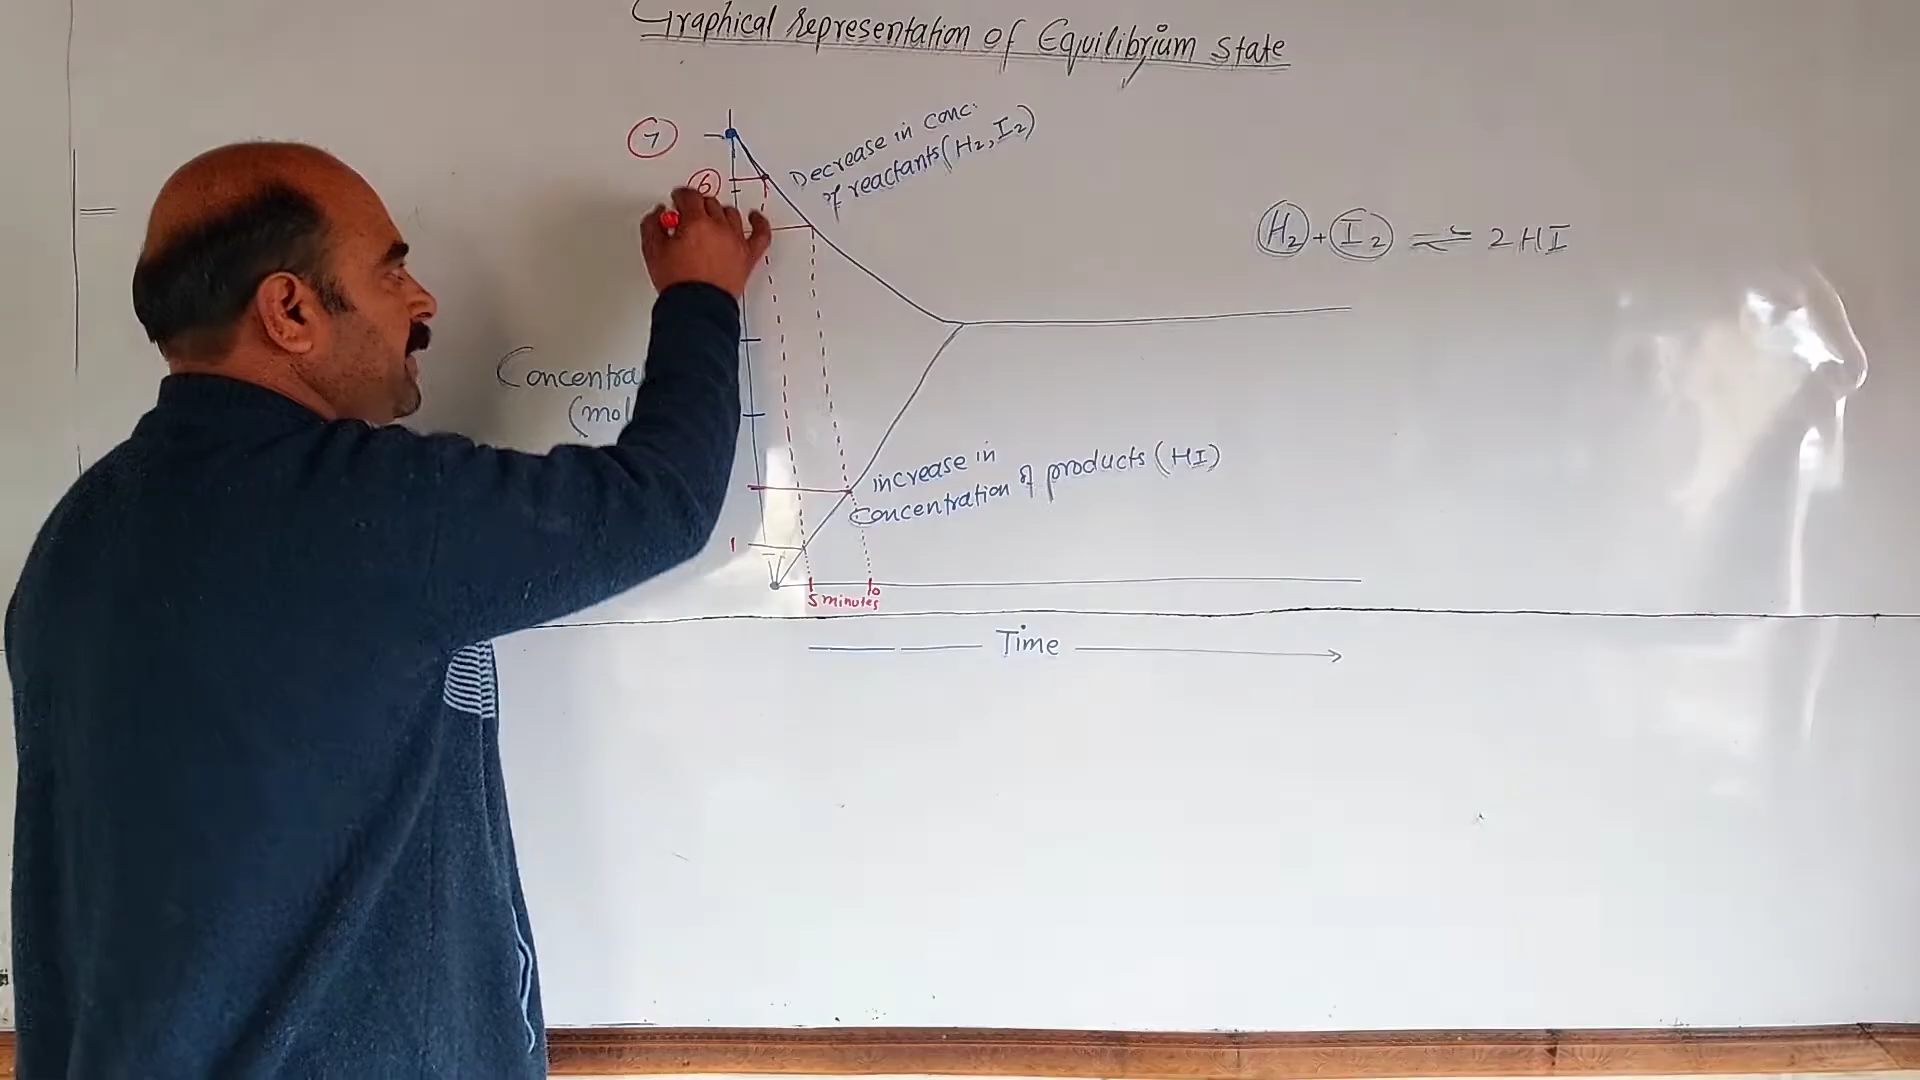 Graphical representation of Equilibrium state
7
Decrease in conc.
of reactants (H₂, I₂)
6
H₂ + I₂ ⇌ 2HI
increase in
Concentration of products (HI)
1
5 minutes
10
Time